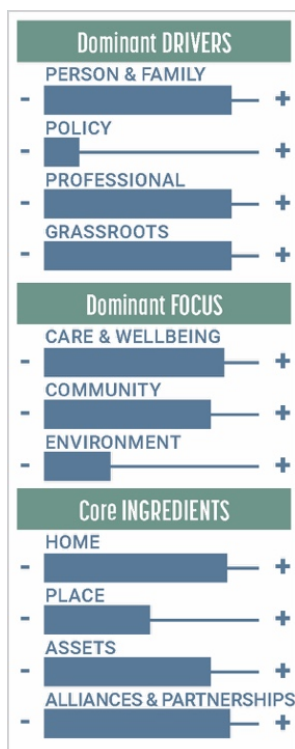 Dominant DRIVERS
PERSON & FAMILY
- +
POLICY
- +
PROFESSIONAL
- +
GRASSROOTS
- +
Dominant FOCUS
CARE & WELLBEING
- +
COMMUNITY
- +
ENVIRONMENT
- +
Core INGREDIENTS
HOME
- +
PLACE
- +
ASSETS
- +
ALLIANCES & PARTNERSHIPS
- +